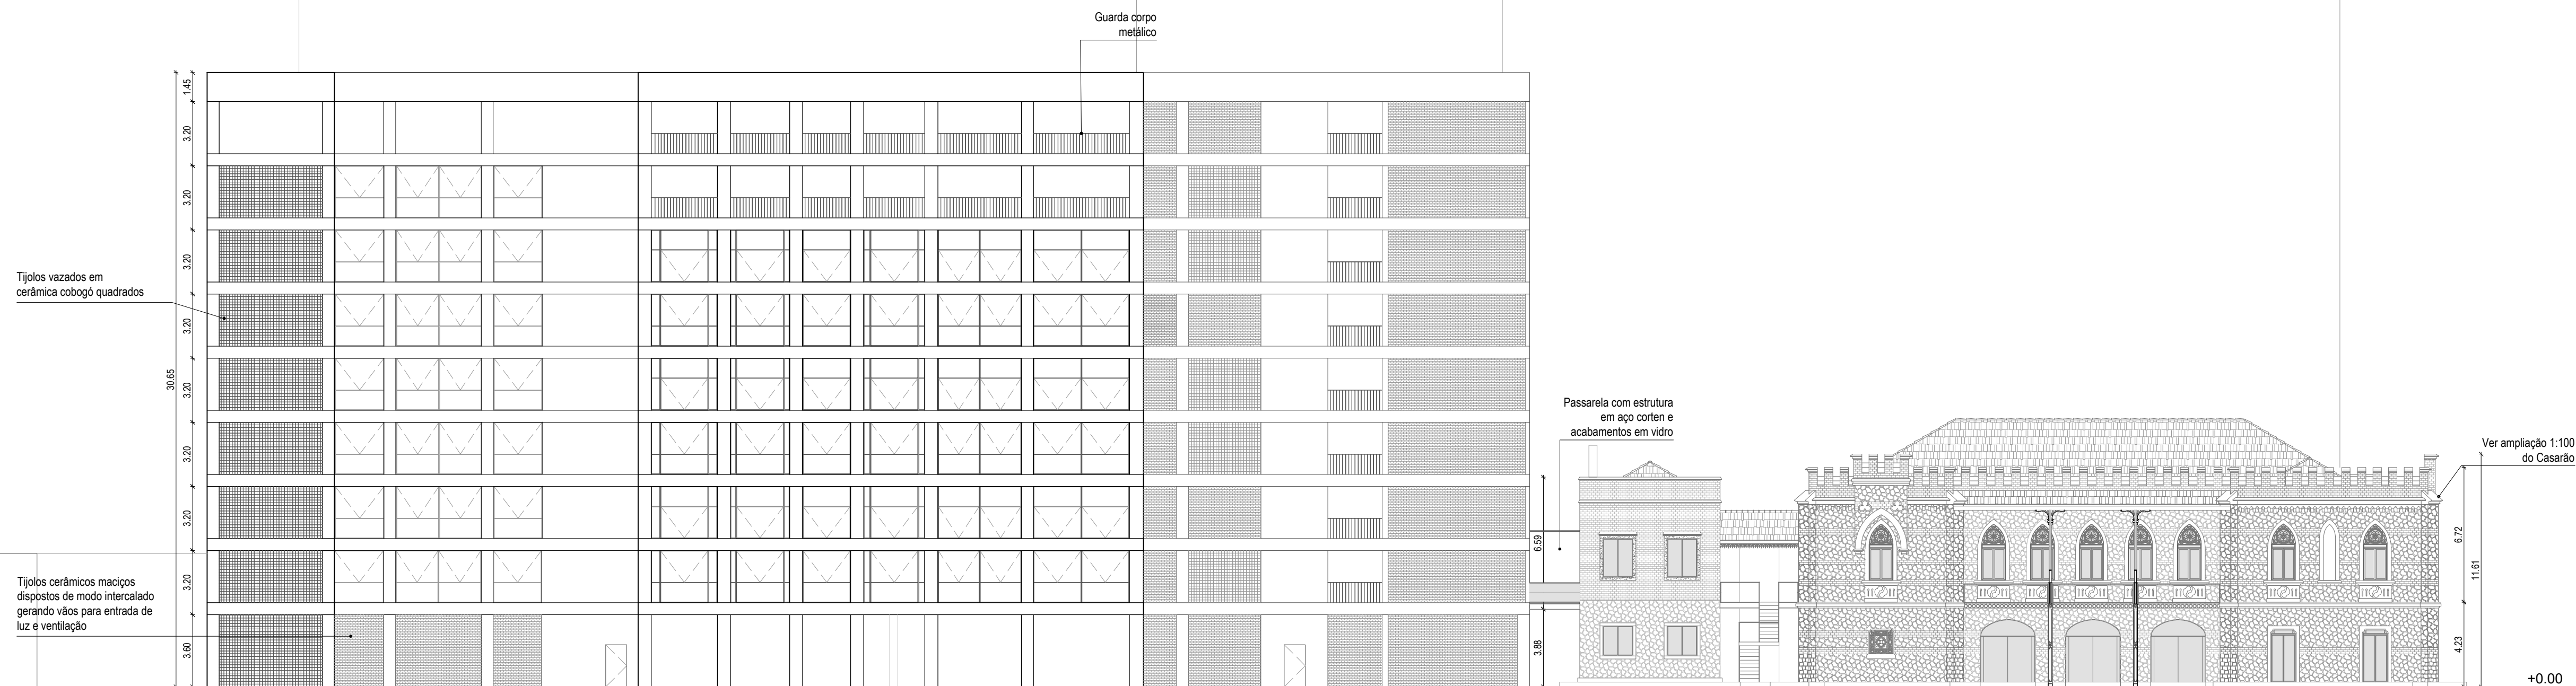 Guarda corpo
metálico
1.45
3.20
3.20
3.20
3.20
3.20
3.20
3.20
3.20
3.60
30.65
Tijolos vazados em
cerâmica cobogó quadrados
Tijolos cerâmicos maciços
dispostos de modo intercalado
gerando vãos para entrada de
luz e ventilação
Passarela com estrutura
em aço corten e
acabamentos em vidro
6.59
3.88
Ver ampliação 1:100
do Casarão
6.72
11.61
4.23
+0.00